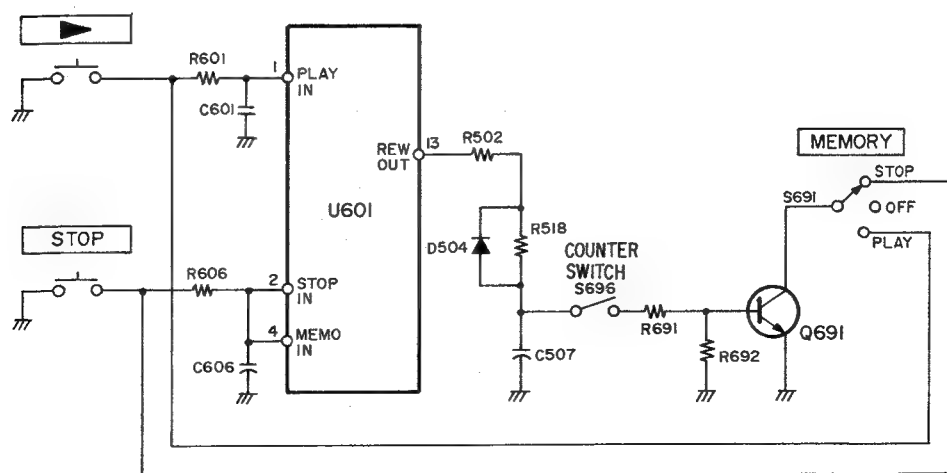 R601
1
PLAY
IN
C601
REW
OUT
13
R502
MEMORY
STOP
S691
OFF
PLAY
U601
STOP
R606
2
STOP
IN
D504
R518
COUNTER
SWITCH
S696
4
MEMO
IN
C606
R691
C507
R692
Q691